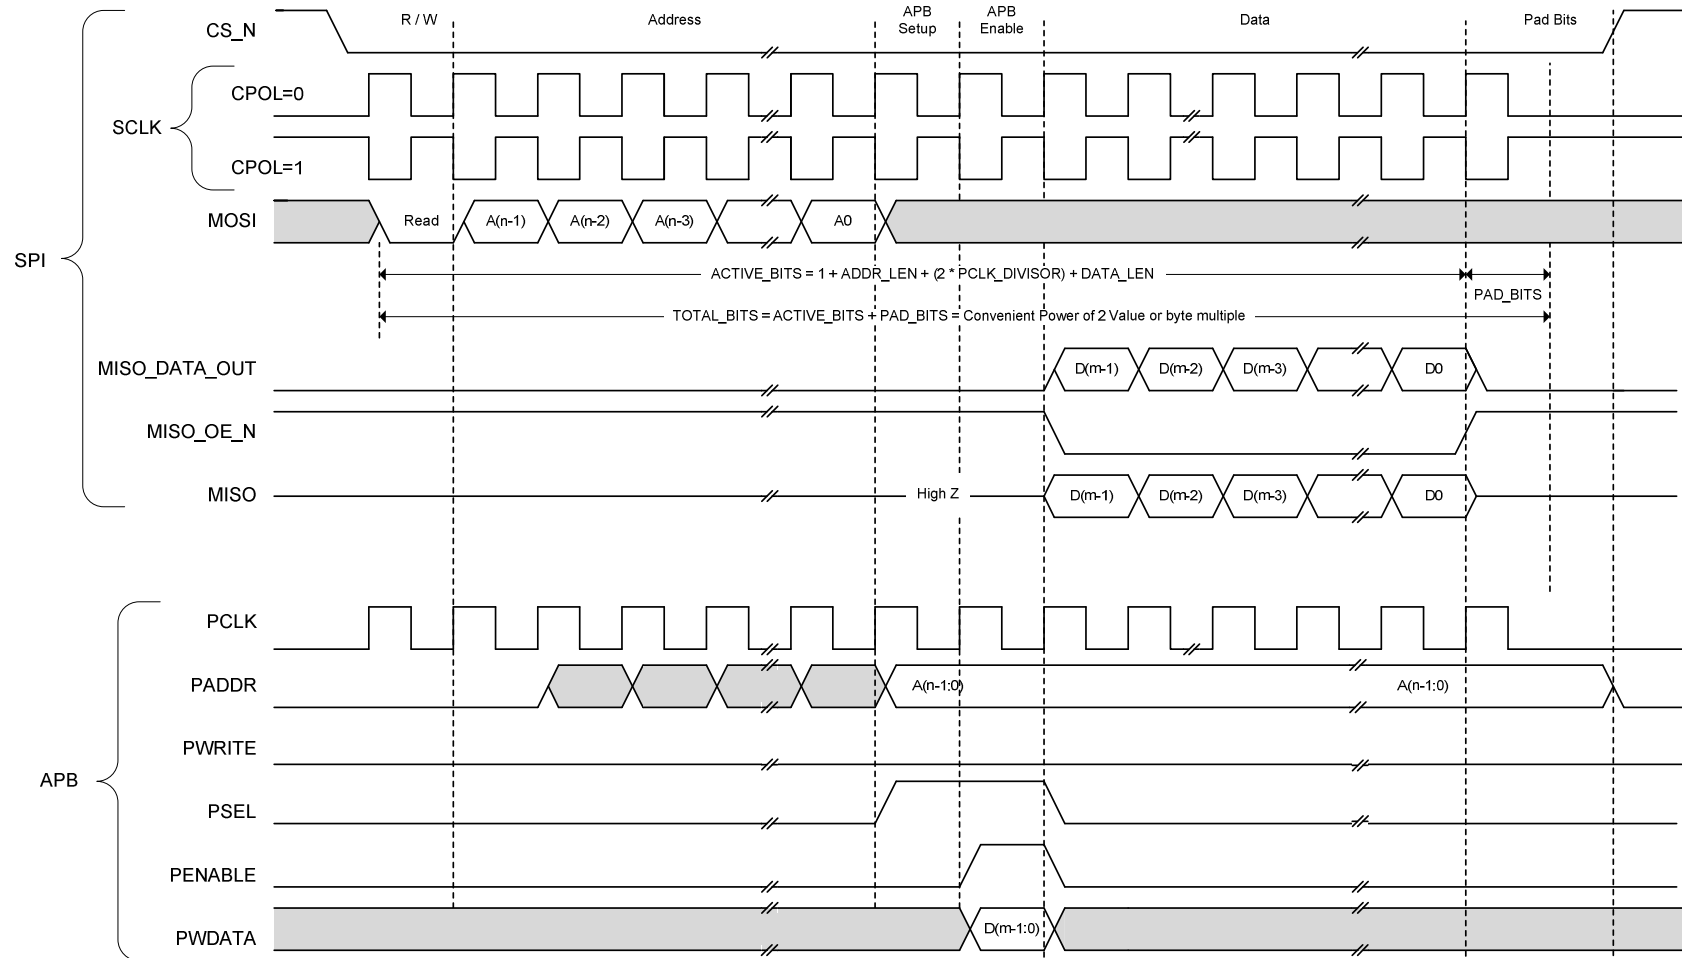 R / W
Address
APB
Setup
APB
Enable
Data
Pad Bits
CS_N
CPOL=0
SCLK
CPOL=1
MOSI
Read
A(n-1)
A(n-2)
A(n-3)
A0
SPI
ACTIVE_BITS = 1 + ADDR_LEN + (2 * PCLK_DIVISOR) + DATA_LEN
PAD_BITS
TOTAL_BITS = ACTIVE_BITS + PAD_BITS = Convenient Power of 2 Value or byte multiple
MISO_DATA_OUT
D(m-1)
D(m-2)
D(m-3)
D0
MISO_OE_N
MISO
High Z
D(m-1)
D(m-2)
D(m-3)
D0
PCLK
PADDR
A(n-1:0)
A(n-1:0)
PWRITE
APB
PSEL
PENABLE
PWDATA
D(m-1:0)